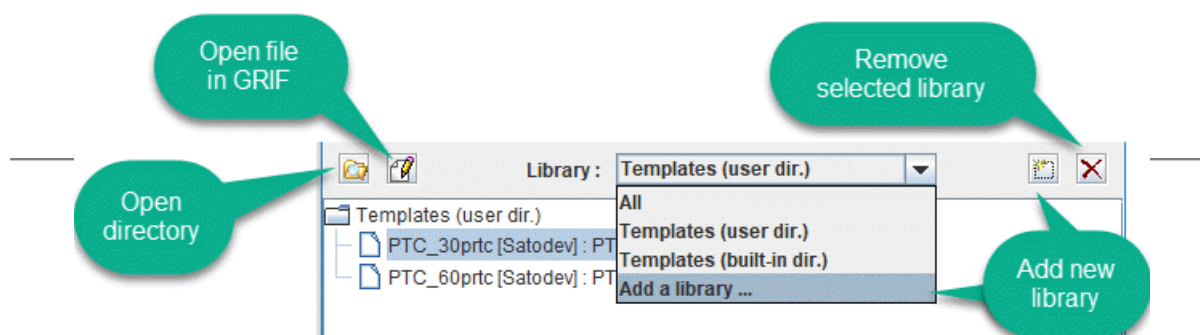 Open file
in GRIF
Remove
selected library
Library : Templates (user dir.)
Open
directory
All
Templates (user dir.)
Templates (user dir.)
Templates (built-in dir.)
Add a library ...
PTC_30prtc [Satodev] : PT
PTC_60prtc [Satodev] : PT
Add new
library